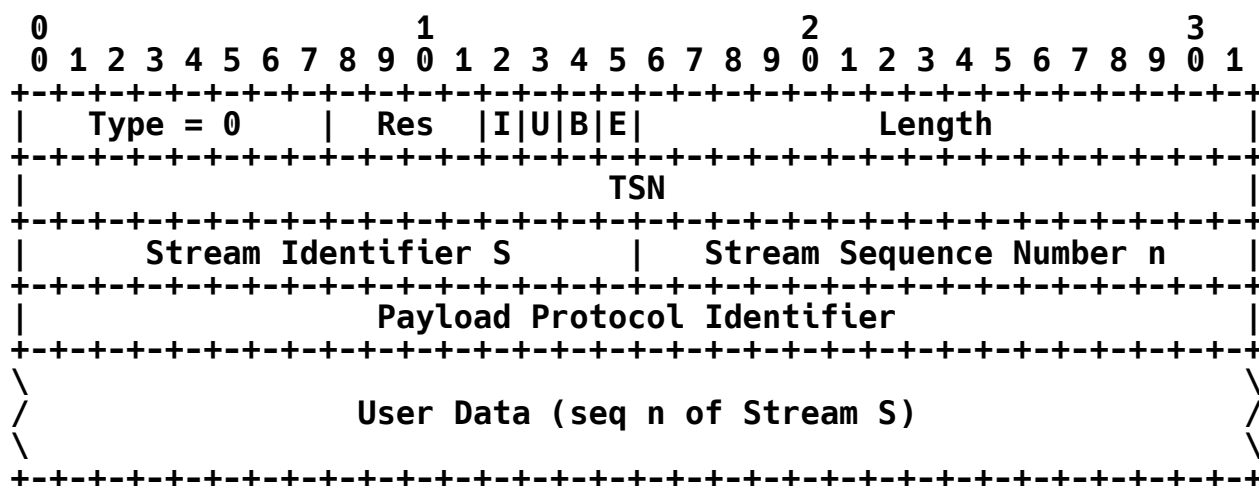 0                   1                   2                   3
 0 1 2 3 4 5 6 7 8 9 0 1 2 3 4 5 6 7 8 9 0 1 2 3 4 5 6 7 8 9 0 1
+-+-+-+-+-+-+-+-+-+-+-+-+-+-+-+-+-+-+-+-+-+-+-+-+-+-+-+-+-+-+-+-+
|   Type = 0    |  Res  |I|U|B|E|            Length             |
+-+-+-+-+-+-+-+-+-+-+-+-+-+-+-+-+-+-+-+-+-+-+-+-+-+-+-+-+-+-+-+-+
|                              TSN                              |
+-+-+-+-+-+-+-+-+-+-+-+-+-+-+-+-+-+-+-+-+-+-+-+-+-+-+-+-+-+-+-+-+
|      Stream Identifier S      |   Stream Sequence Number n    |
+-+-+-+-+-+-+-+-+-+-+-+-+-+-+-+-+-+-+-+-+-+-+-+-+-+-+-+-+-+-+-+-+
|                  Payload Protocol Identifier                  |
+-+-+-+-+-+-+-+-+-+-+-+-+-+-+-+-+-+-+-+-+-+-+-+-+-+-+-+-+-+-+-+-+
\                                                               \
/                 User Data (seq n of Stream S)                 /
\                                                               \
+-+-+-+-+-+-+-+-+-+-+-+-+-+-+-+-+-+-+-+-+-+-+-+-+-+-+-+-+-+-+-+-+